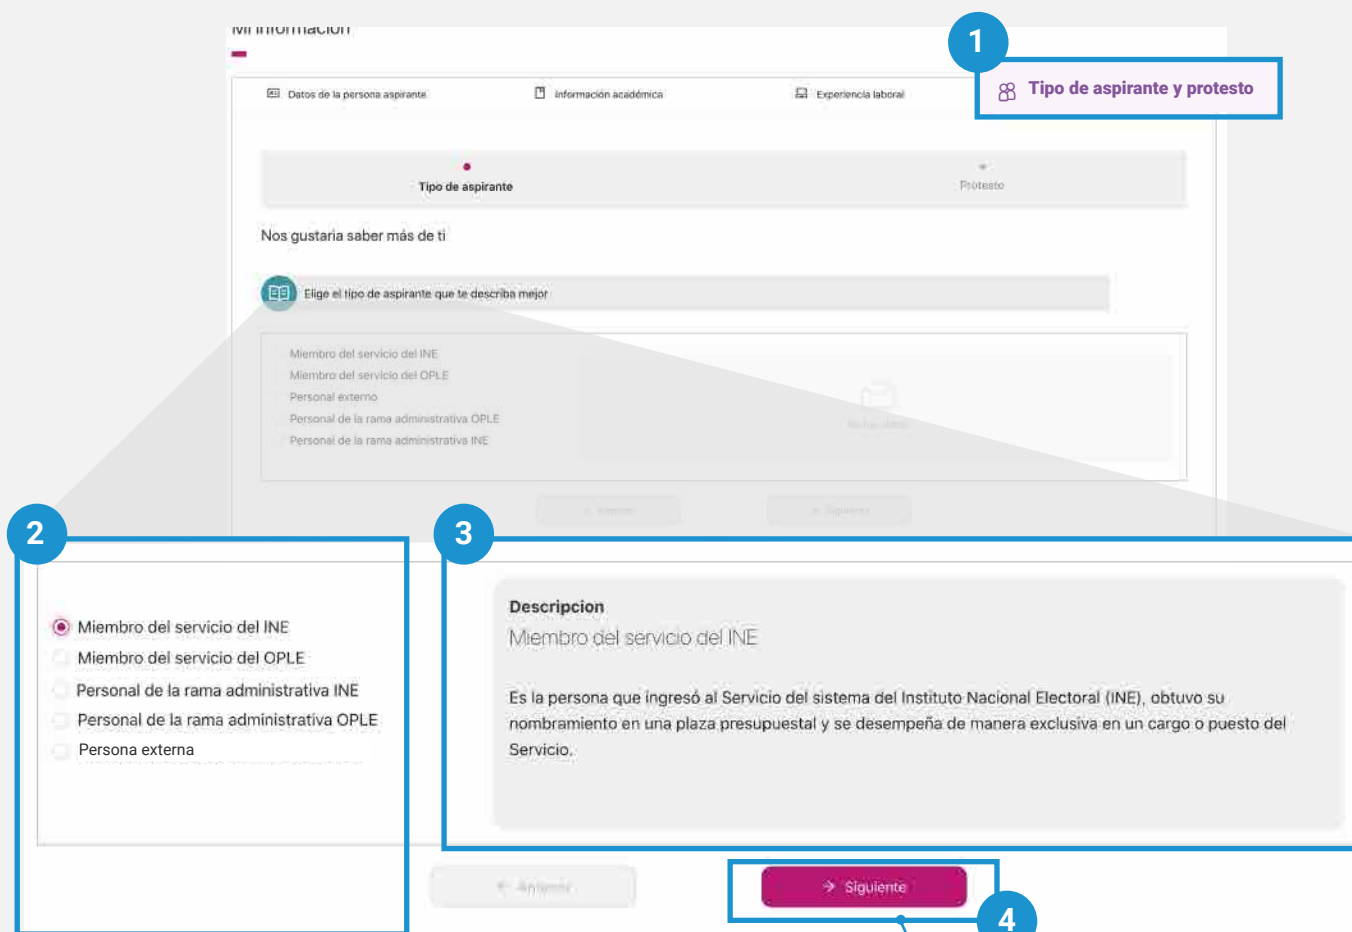 Mi información
1
Datos de la persona aspirante
Información académica
Experiencia laboral
Tipo de aspirante y protesto
Tipo de aspirante
Protesto
Nos gustaria saber más de ti
Elige el tipo de aspirante que te describa mejor
Miembro del servicio del INE
Miembro del servicio del OPLE
Personal externo
Personal de la rama administrativa OPLE
Personal de la rama administrativa INE
No hay datos
Anterior
Siguiente
2
Miembro del servicio del INE
Miembro del servicio del OPLE
Personal de la rama administrativa INE
Personal de la rama administrativa OPLE
Persona externa
3
Descripcion
Miembro del servicio del INE
Es la persona que ingresó al Servicio del sistema del Instituto Nacional Electoral (INE), obtuvo su
nombramiento en una plaza presupuestal y se desempeña de manera exclusiva en un cargo o puesto del
Servicio.
← Anterior
→ Siguiente
4